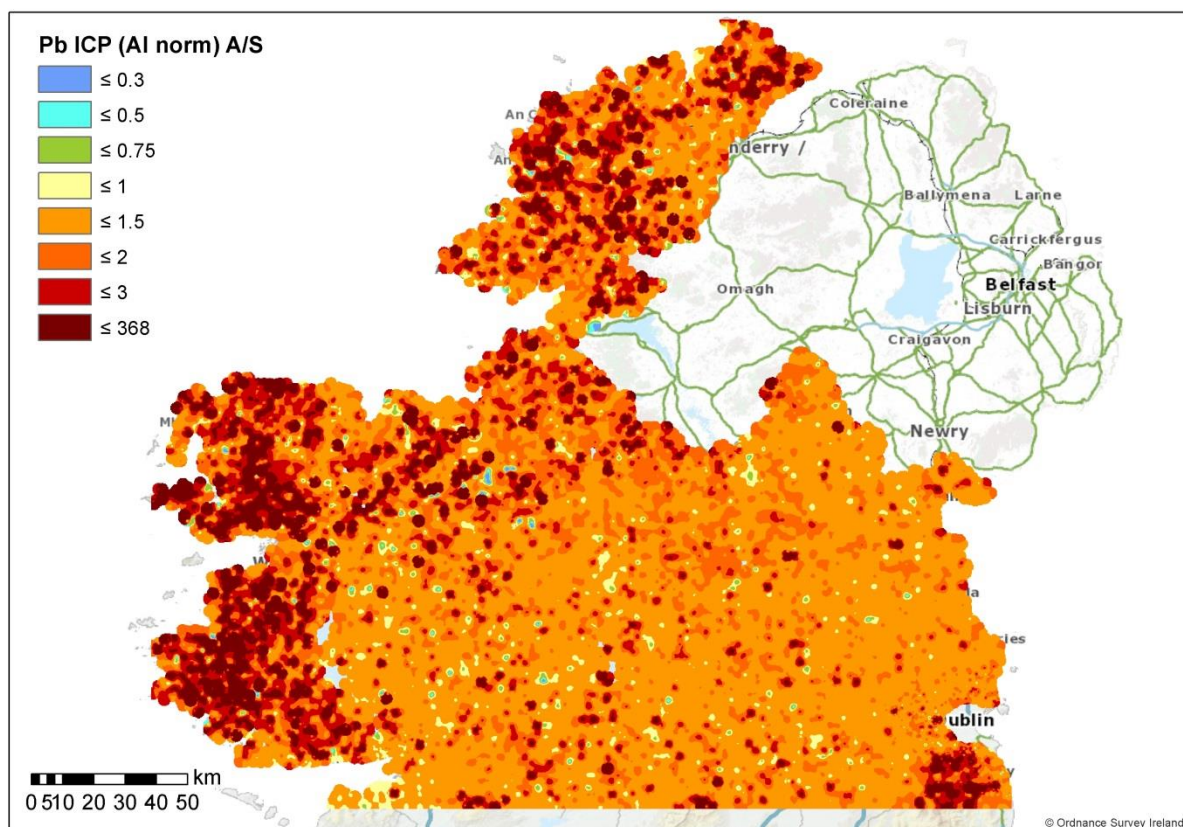 Pb ICP (Al norm) A/S
≤ 0.3
≤ 0.5
≤ 0.75
≤ 1
≤ 1.5
≤ 2
≤ 3
≤ 368
An C
An
nderry /
Coleraine
Ballymena
Larne
Carrickfergus
Bangor
Belfast
Omagh
Lisburn
Craigavon
Newry
ublin
km
0 5 10 20 30 40 50
© Ordnance Survey Ireland